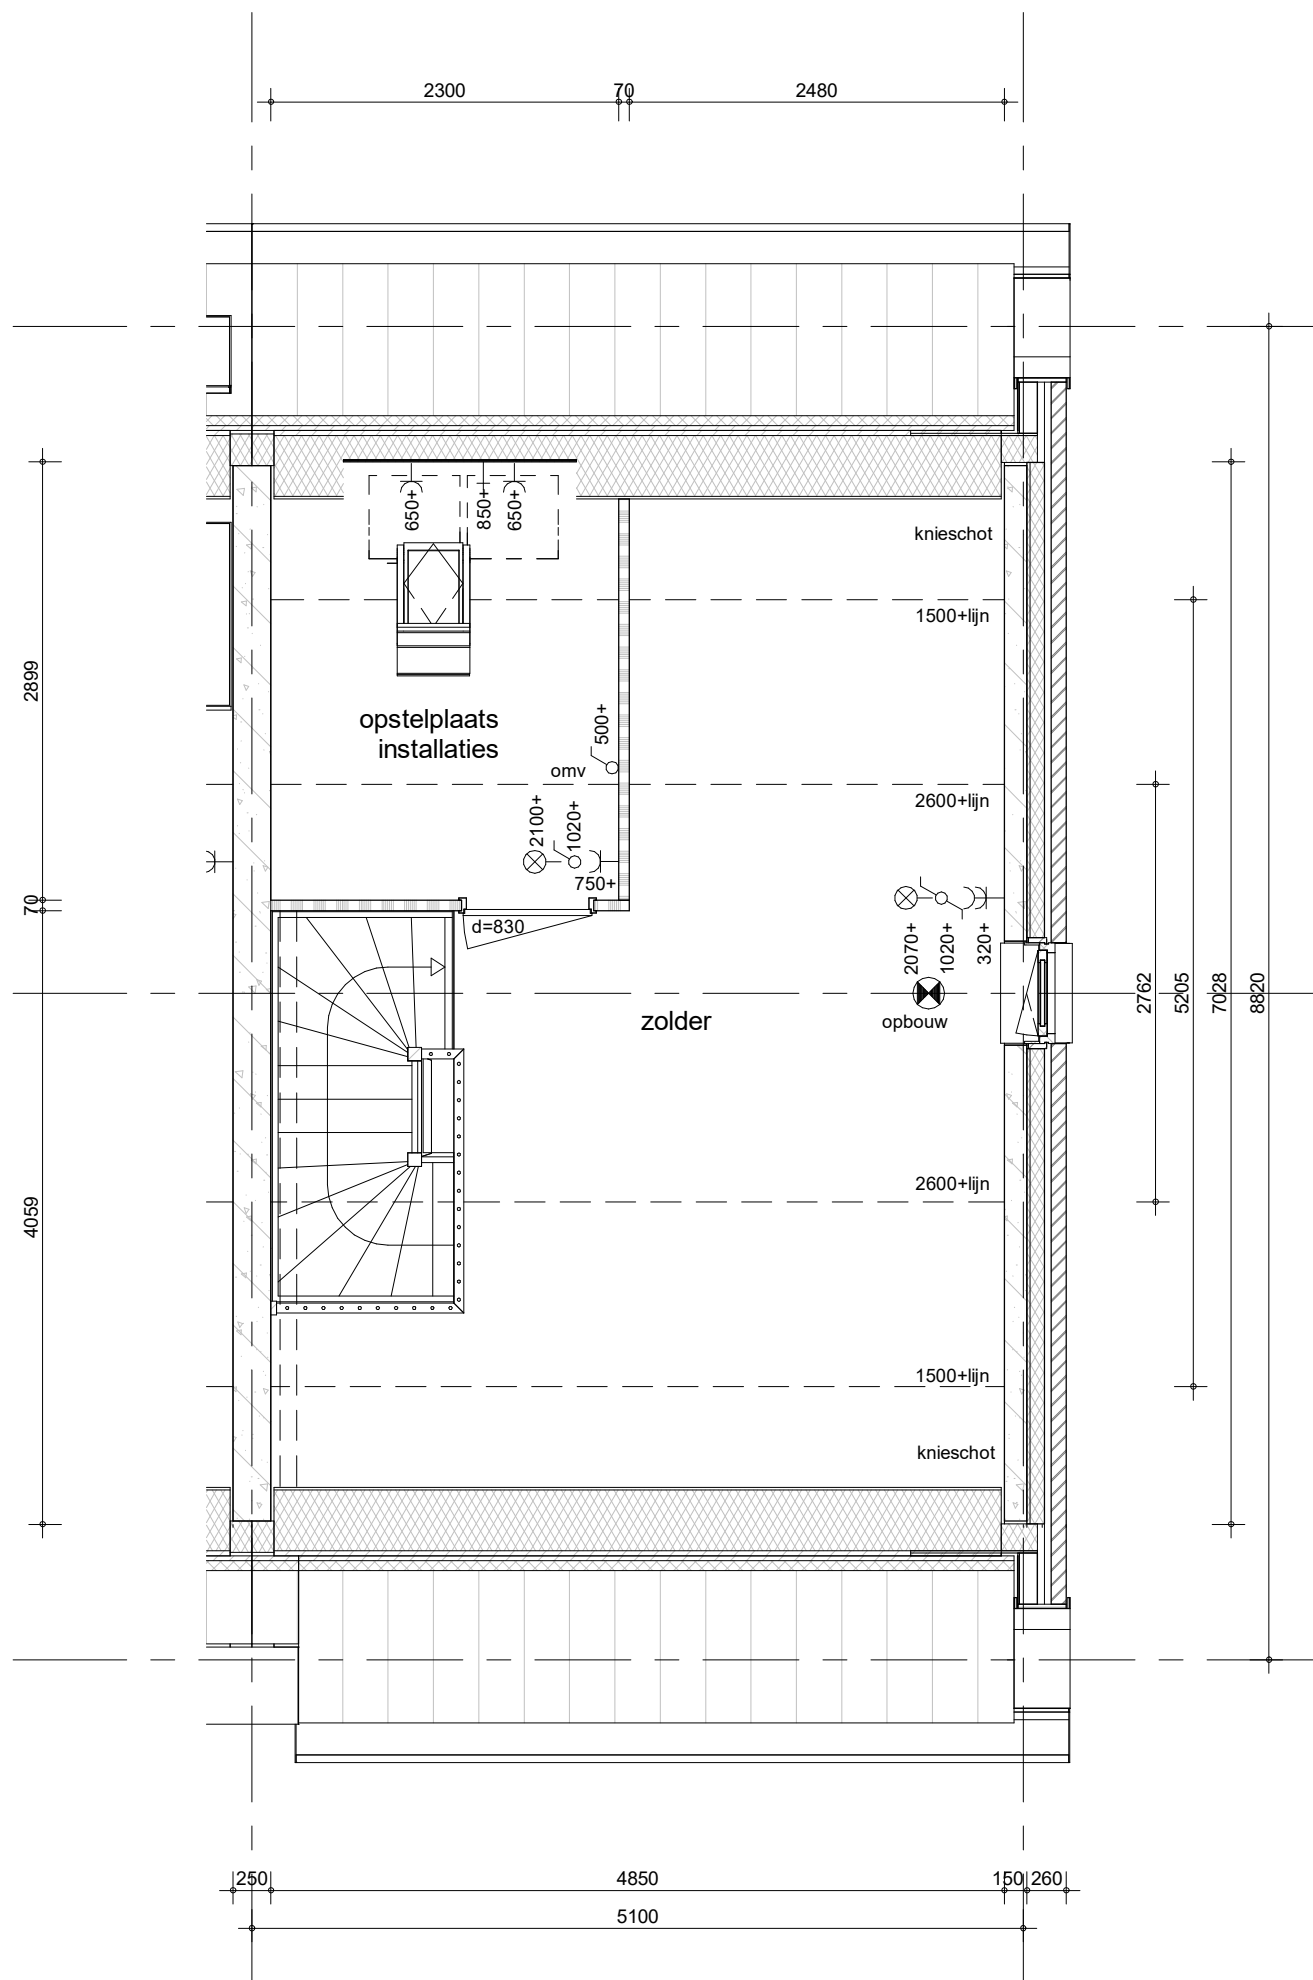 2300
70
2480
650+
850+
650+
knieschot
1500+lijn
2899
opstelplaats
installaties
500+
omv
2600+lijn
2100+
1020+
750+
70
d=830
2070+
1020+
320+
zolder
opbouw
2762
5205
7028
8820
2600+lijn
4059
1500+lijn
knieschot
250
4850
150
260
5100